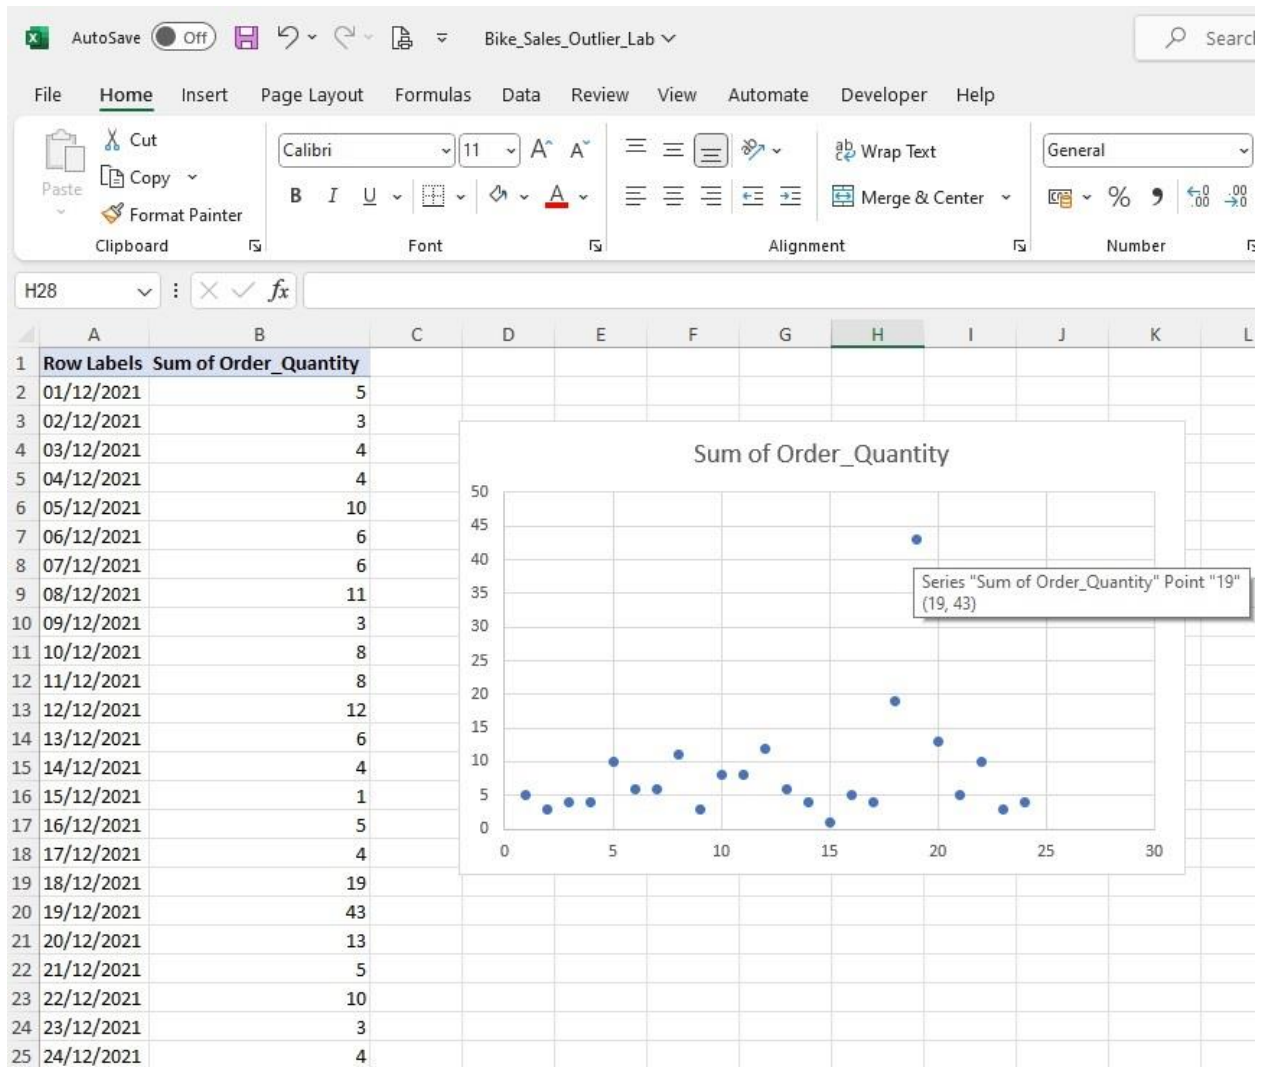 AutoSave Off Bike_Sales_Outlier_Lab Search
File Home Insert Page Layout Formulas Data Review View Automate Developer Help
Paste
Cut
Copy
Format Painter
Clipboard
Calibri 11
B I U A
Font
ab Wrap Text
Merge & Center
Alignment
General
% .00 .00
Number
H28 fx
A B C D E F G H I J K L
1 Row Labels Sum of Order_Quantity
2 01/12/2021 5
3 02/12/2021 3
4 03/12/2021 4
5 04/12/2021 4
6 05/12/2021 10
7 06/12/2021 6
8 07/12/2021 6
9 08/12/2021 11
10 09/12/2021 3
11 10/12/2021 8
12 11/12/2021 8
13 12/12/2021 12
14 13/12/2021 6
15 14/12/2021 4
16 15/12/2021 1
17 16/12/2021 5
18 17/12/2021 4
19 18/12/2021 19
20 19/12/2021 43
21 20/12/2021 13
22 21/12/2021 5
23 22/12/2021 10
24 23/12/2021 3
25 24/12/2021 4
Sum of Order_Quantity
50
45
40
35
30
25
20
15
10
5
0
0 5 10 15 20 25 30
Series "Sum of Order_Quantity" Point "19"
(19, 43)